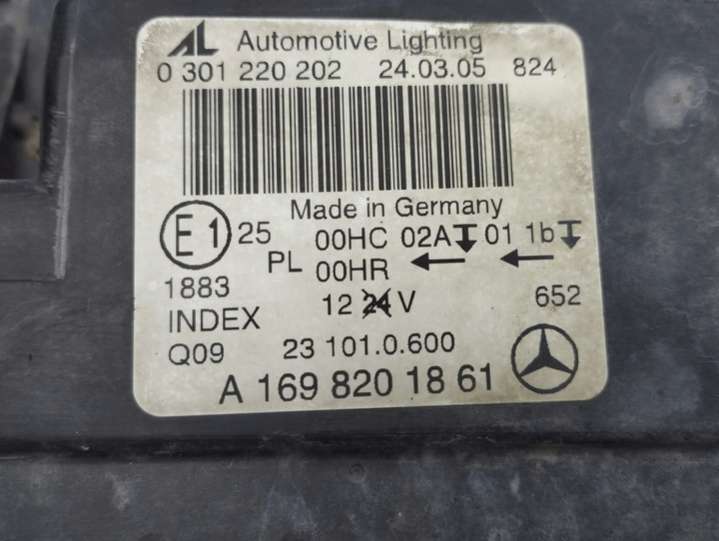 AL Automotive Lighting
0 301 220 202 24.03.05 824
Made in Germany
E1 25 00HC 02A 01 1b
PL 00HR ← ←
1883
12 24 V 652
INDEX
Q09 23 101.0.600
A 169 820 18 61